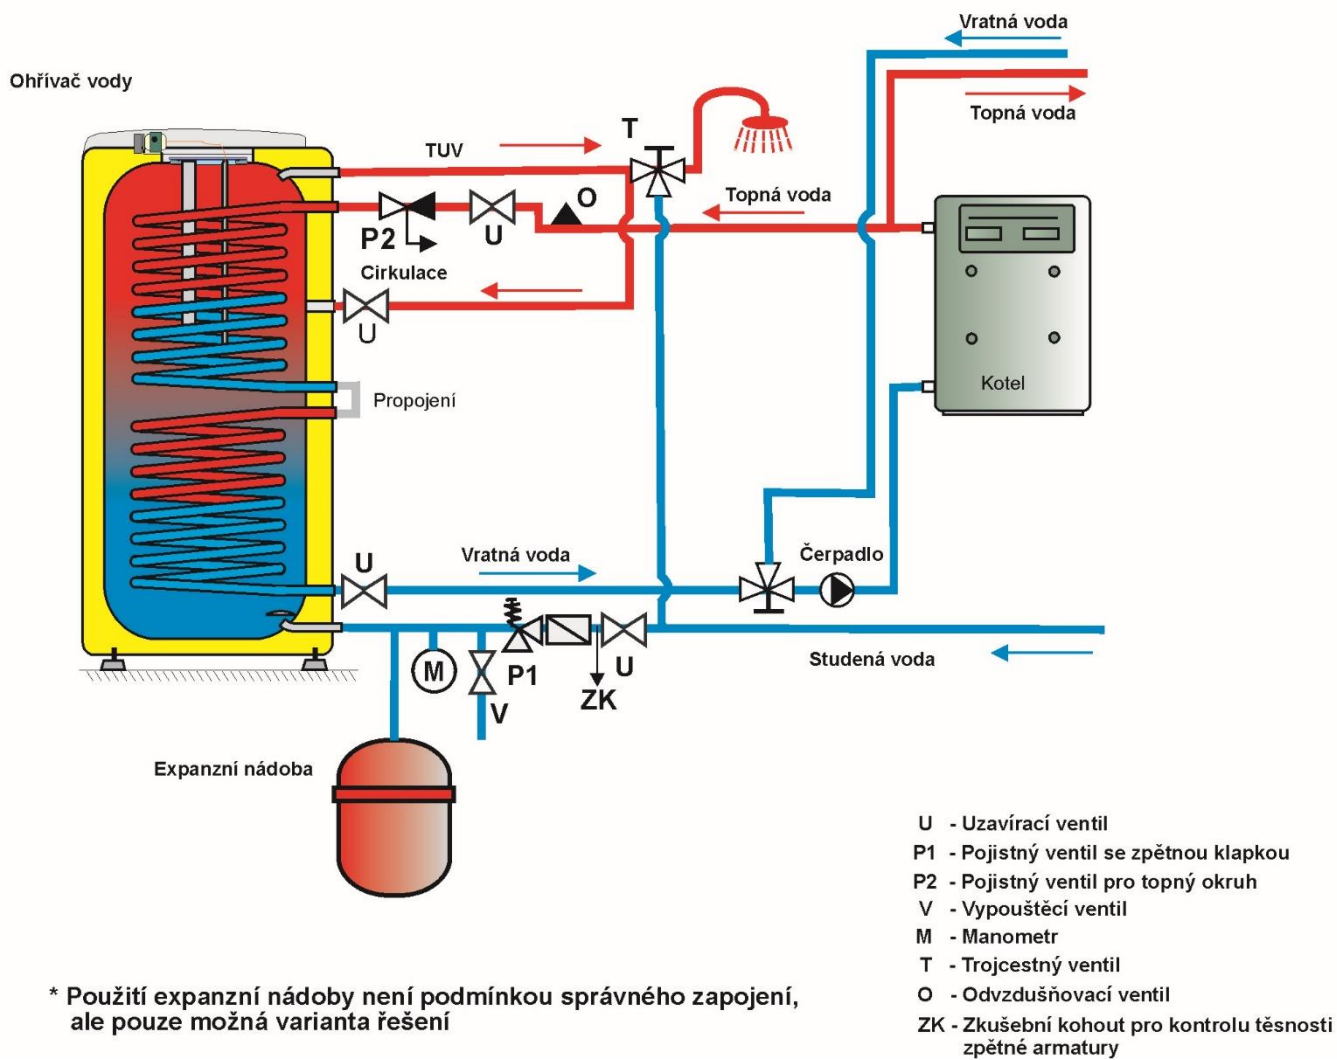 Vratná voda
Ohřívač vody
Topná voda
T
TUV
Topná voda
O
P2
U
Cirkulace
U
Kotel
Propojení
U
Vratná voda
Čerpadlo
M
V
P1
ZK
U
Studená voda
Expanzní nádoba
U - Uzavírací ventil
P1 - Pojistný ventil se zpětnou klapkou
P2 - Pojistný ventil pro topný okruh
V - Vypouštěcí ventil
M - Manometr
T - Trojcestný ventil
O - Odvzdušňovací ventil
ZK - Zkušební kohout pro kontrolu těsnosti
zpětné armatury
* Použití expanzní nádoby není podmínkou správného zapojení,
ale pouze možná varianta řešení